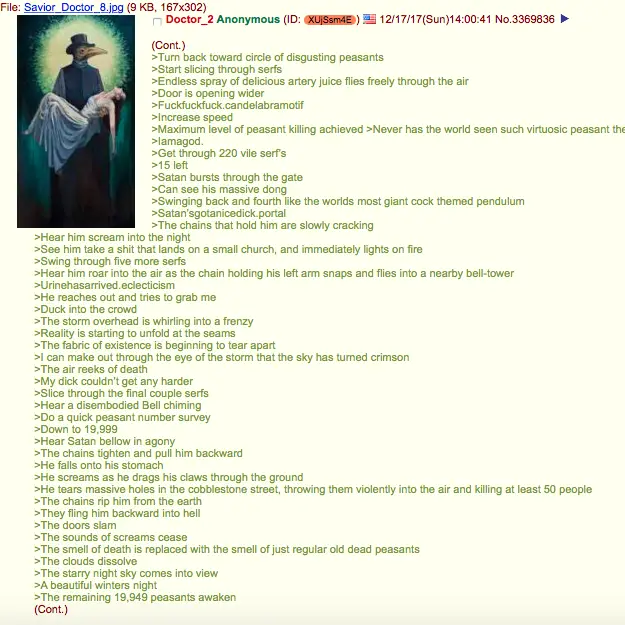 File: Savior_Doctor_8.jpg (9 KB, 167x302)
Doctor_2 Anonymous (ID: XUjSsm4E) 12/17/17(Sun)14:00:41 No.3369836
(Cont.)
>Turn back toward circle of disgusting peasants
>Start slicing through serfs
>Endless spray of delicious artery juice flies freely through the air
>Door is opening wider
>Fuckfuckfuck.candelabramotif
>Increase speed
>Maximum level of peasant killing achieved >Never has the world seen such virtuosic peasant the
>Iamagod.
>Get through 220 vile serf's
>15 left
>Satan bursts through the gate
>Can see his massive dong
>Swinging back and fourth like the worlds most giant cock themed pendulum
>Satan'sgotanicedick.portal
>The chains that hold him are slowly cracking
>Hear him scream into the night
>See him take a shit that lands on a small church, and immediately lights on fire
>Swing through five more serfs
>Hear him roar into the air as the chain holding his left arm snaps and flies into a nearby bell-tower
>Urinehasarrived.eclecticism
>He reaches out and tries to grab me
>Duck into the crowd
>The storm overhead is whirling into a frenzy
>Reality is starting to unfold at the seams
>The fabric of existence is beginning to tear apart
>I can make out through the eye of the storm that the sky has turned crimson
>The air reeks of death
>My dick couldn't get any harder
>Slice through the final couple serfs
>Hear a disembodied Bell chiming
>Do a quick peasant number survey
>Down to 19,999
>Hear Satan bellow in agony
>The chains tighten and pull him backward
>He falls onto his stomach
>He screams as he drags his claws through the ground
>He tears massive holes in the cobblestone street, throwing them violently into the air and killing at least 50 people
>The chains rip him from the earth
>They fling him backward into hell
>The doors slam
>The sounds of screams cease
>The smell of death is replaced with the smell of just regular old dead peasants
>The clouds dissolve
>The starry night sky comes into view
>A beautiful winters night
>The remaining 19,949 peasants awaken
(Cont.)